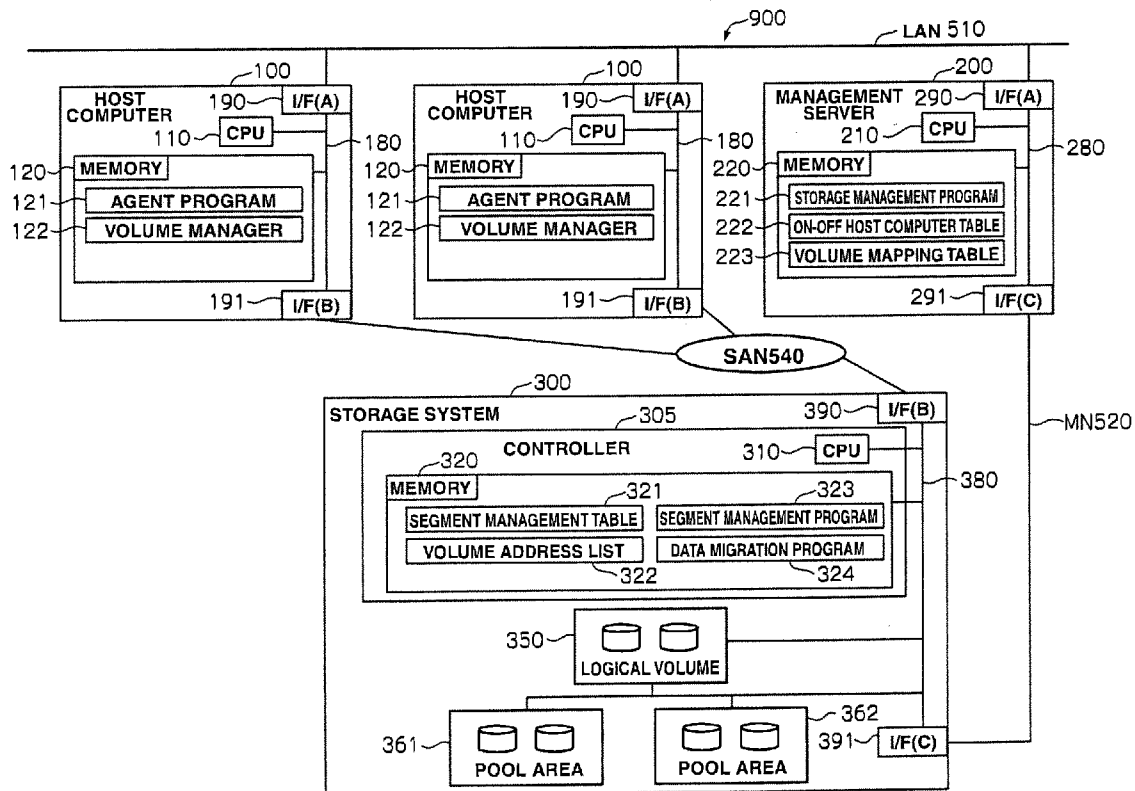 900
LAN 510
100
HOST
COMPUTER
190
I/F(A)
110
CPU
180
120
MEMORY
121
AGENT PROGRAM
122
VOLUME MANAGER
191
I/F(B)
100
HOST
COMPUTER
190
I/F(A)
110
CPU
180
120
MEMORY
121
AGENT PROGRAM
122
VOLUME MANAGER
191
I/F(B)
200
MANAGEMENT
SERVER
290
I/F(A)
210
CPU
280
220
MEMORY
221
STORAGE MANAGEMENT PROGRAM
222
ON-OFF HOST COMPUTER TABLE
223
VOLUME MAPPING TABLE
291
I/F(C)
SAN540
MN520
300
STORAGE SYSTEM
390
I/F(B)
305
CONTROLLER
310
CPU
380
320
MEMORY
321
SEGMENT MANAGEMENT TABLE
323
SEGMENT MANAGEMENT PROGRAM
VOLUME ADDRESS LIST
322
DATA MIGRATION PROGRAM
324
350
LOGICAL VOLUME
361
POOL AREA
362
POOL AREA
391
I/F(C)